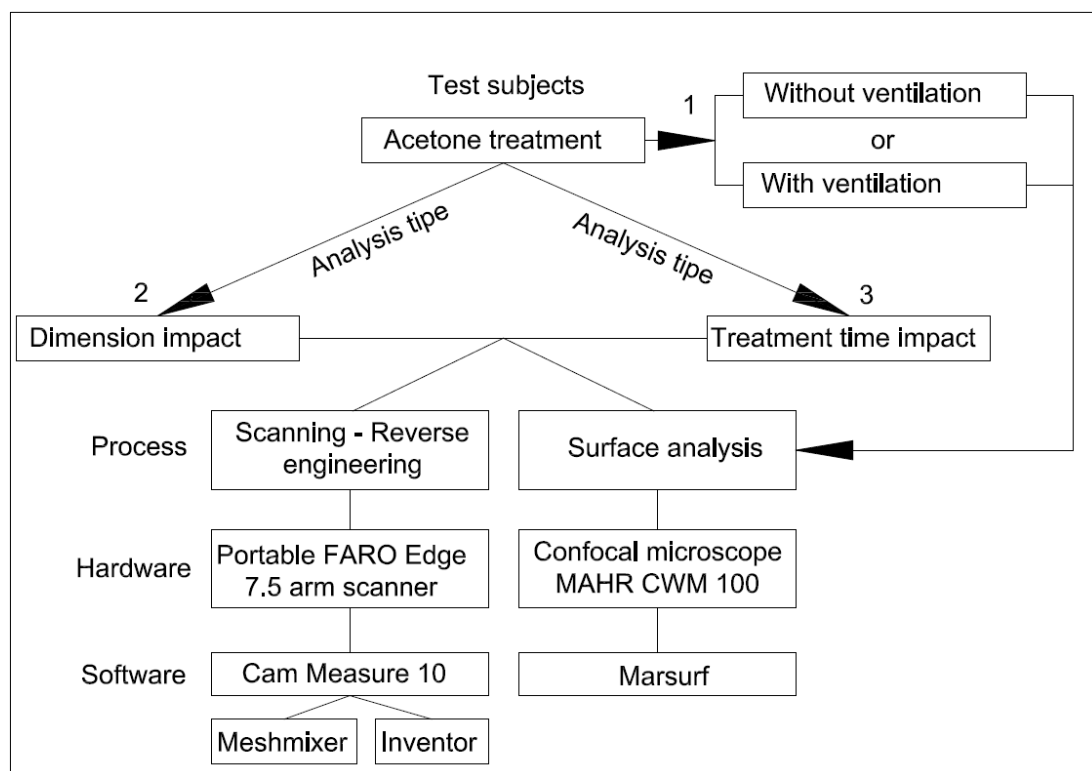 Test subjects
1
Without ventilation
Acetone treatment
or
With ventilation
Analysis tipe
Analysis tipe
2
3
Dimension impact
Treatment time impact
Process
Scanning - Reverse
engineering
Surface analysis
Hardware
Portable FARO Edge
7.5 arm scanner
Confocal microscope
MAHR CWM 100
Software
Cam Measure 10
Marsurf
Meshmixer
Inventor